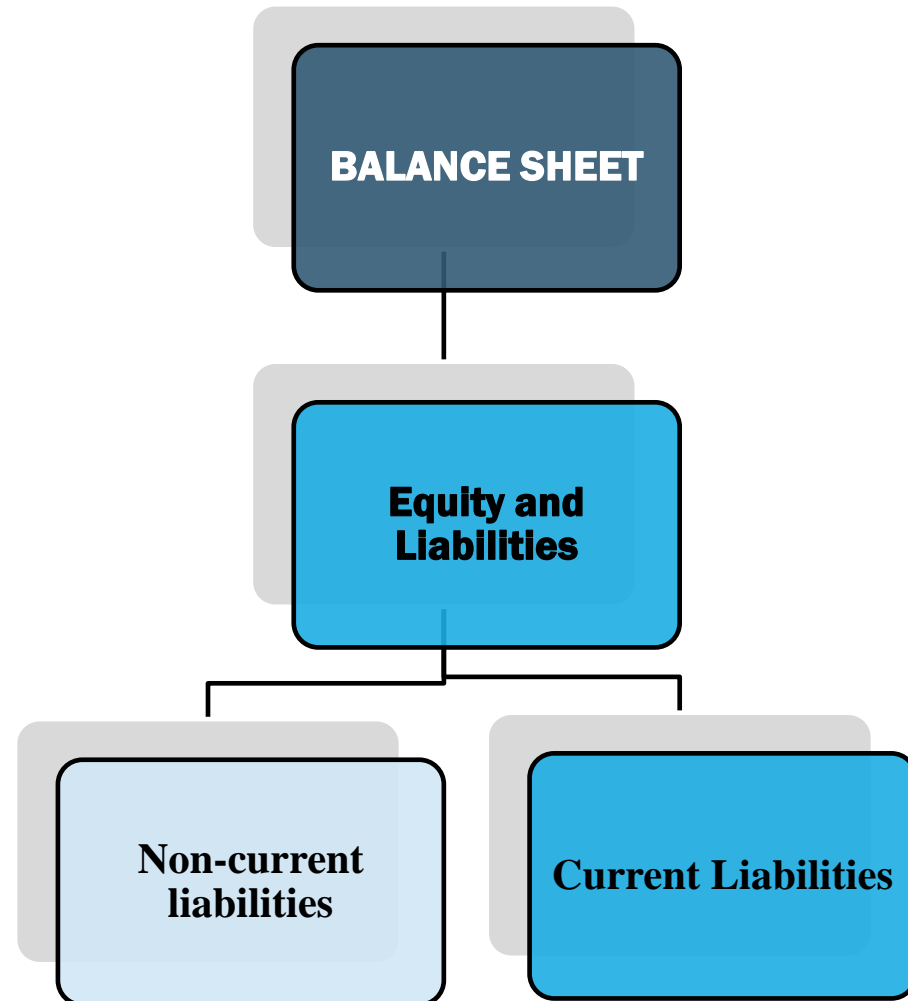 BALANCE SHEET
Equity and
Liabilities
Non-current
liabilities
Current Liabilities